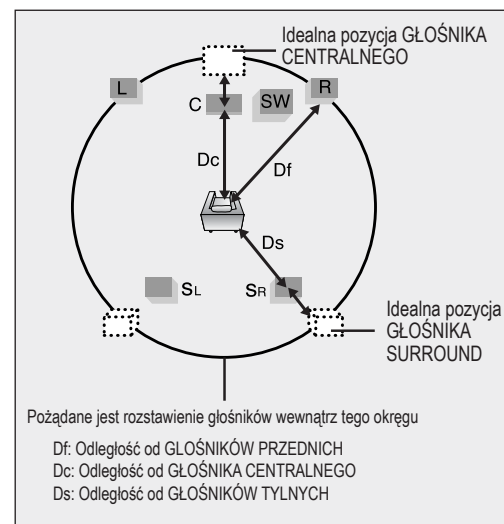 Idealna pozycja GŁOŚNIKA
CENTRALNEGO
L
R
C
SW
Dc
Df
Ds
SL
SR
Idealna pozycja
GŁOŚNIKA
SURROUND
Pożądane jest rozstawienie głośników wewnątrz tego okręgu
Df: Odległość od GLOŚNIKÓW PRZEDNICH
Dc: Odległość od GŁOŚNIKA CENTRALNEGO
Ds: Odległość od GŁOŚNIKÓW TYLNYCH